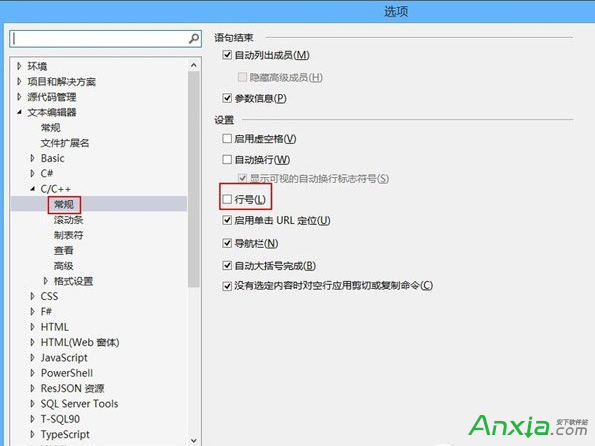 选项
环境
项目和解决方案
源代码管理
文本编辑器
常规
文件扩展名
Basic
C#
C/C++
常规
滚动条
制表符
查看
高级
格式设置
CSS
F#
HTML
HTML(Web 窗体)
JavaScript
PowerShell
ResJSON 资源
SQL Server Tools
T-SQL90
TypeScript
语句结束
自动列出成员(M)
隐藏高级成员(H)
参数信息(P)
设置
启用虚空格(V)
自动换行(W)
显示可视的自动换行标志符号(S)
行号(L)
启用单击 URL 定位(U)
导航栏(N)
自动大括号完成(B)
没有选定内容时对空行应用剪切或复制命令(C)
Anxia.com
安下软件站